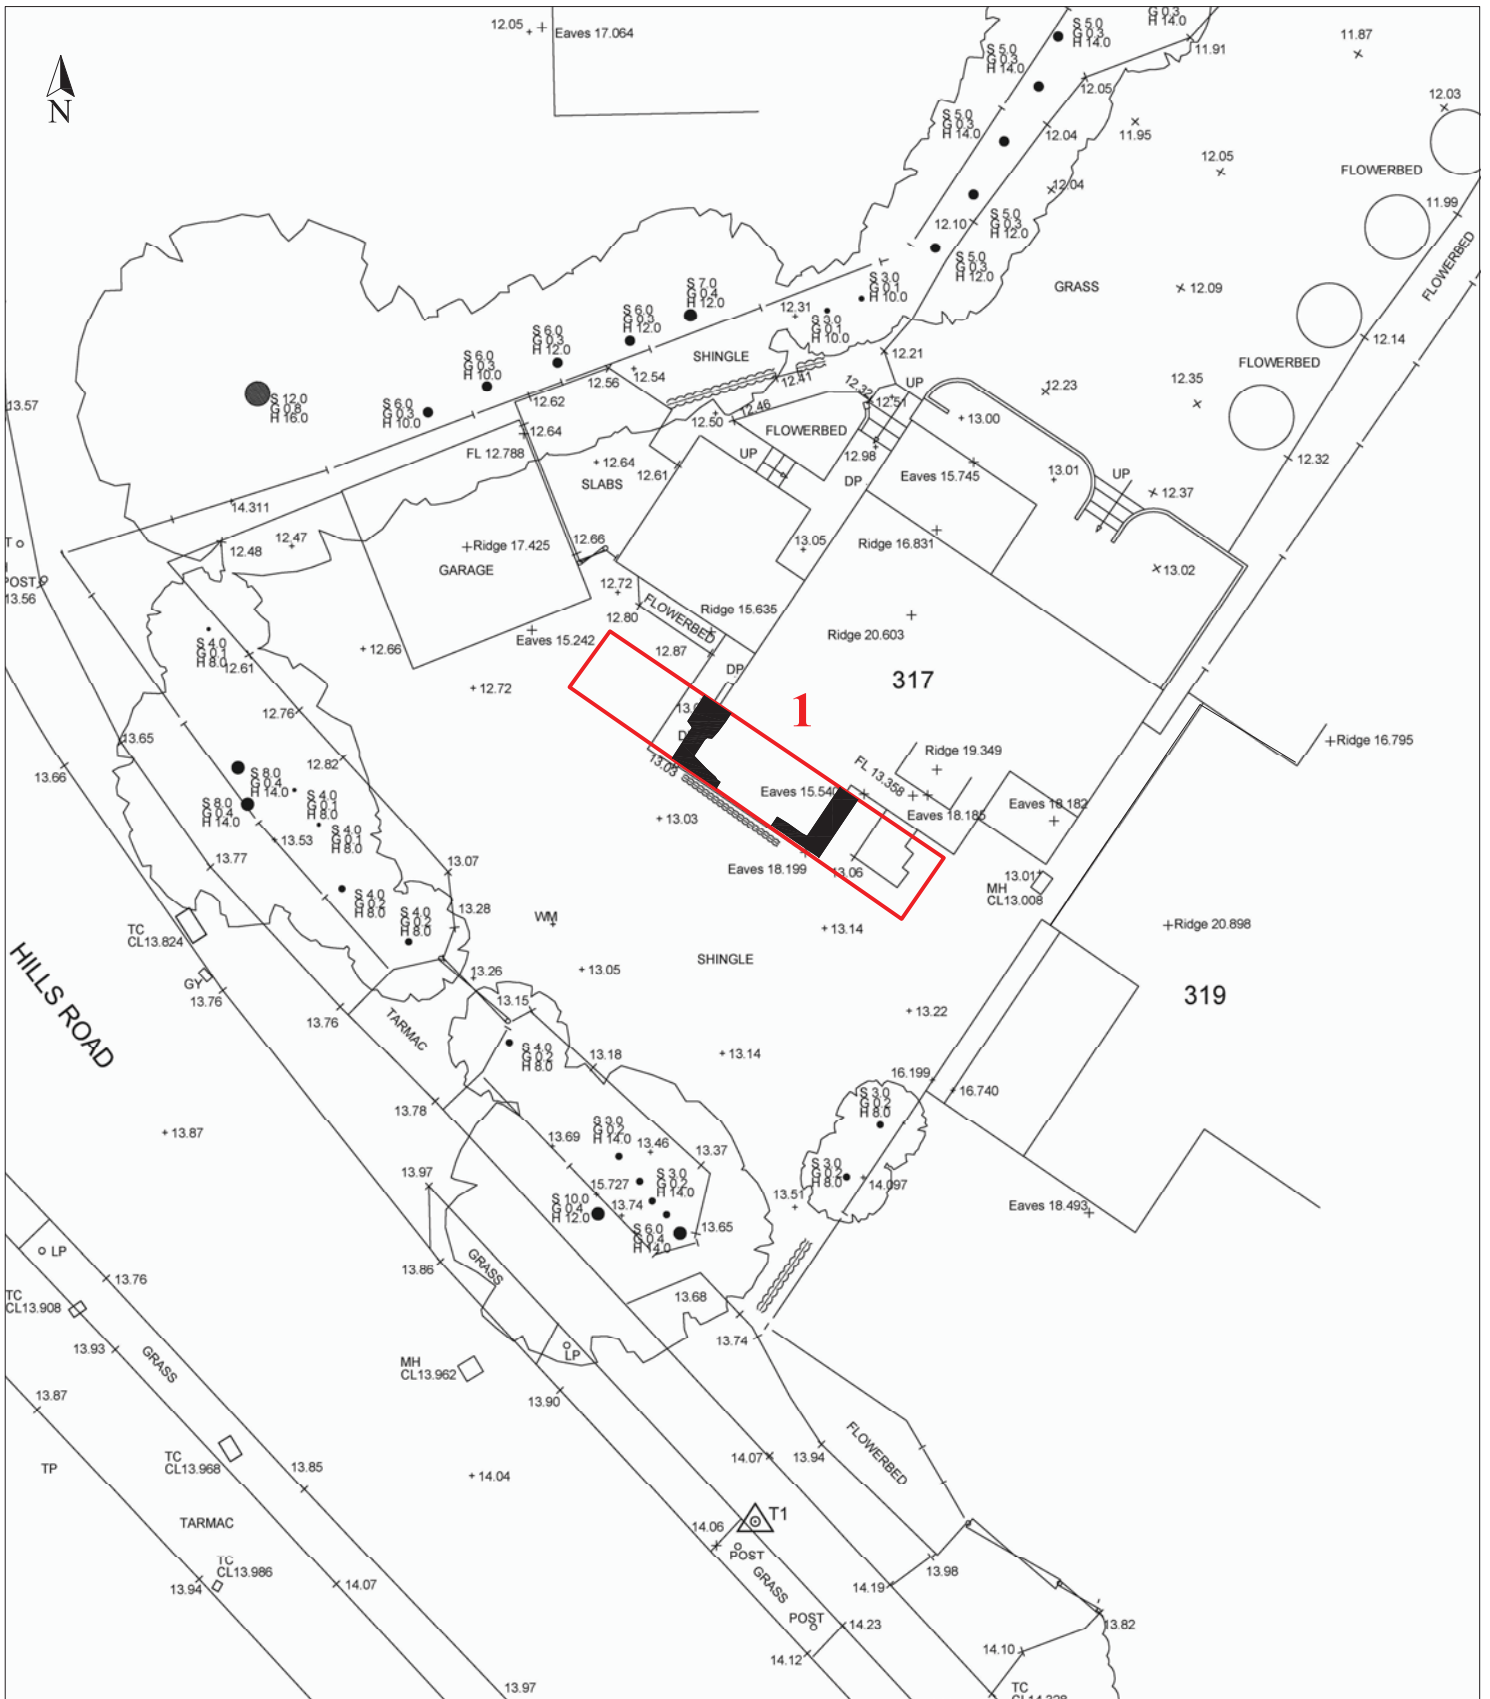 12.05
Eaves 17.064
S 5.0
G 0.3
H 14.0
G 0.3
H 14.0
11.91
11.87
N
S 5.0
G 0.3
H 14.0
12.05
12.03
S 5.0
G 0.3
H 14.0
12.04
11.95
12.05
FLOWERBED
12.04
11.99
S 5.0
G 0.3
H 12.0
12.10
S 5.0
G 0.3
H 12.0
GRASS
12.09
FLOWERBED
S 7.0
G 0.4
H 12.0
S 3.0
G 0.1
H 10.0
12.31
S 3.0
G 0.1
H 10.0
S 6.0
G 0.3
H 12.0
S 6.0
G 0.3
H 12.0
S 6.0
G 0.3
H 10.0
S 6.0
G 0.3
H 10.0
S 12.0
G 0.8
H 16.0
SHINGLE
12.21
12.14
FLOWERBED
13.57
12.56
12.54
12.41
12.32
UP
12.23
12.35
12.62
12.46
12.51
12.50
13.00
12.64
FLOWERBED
FL 12.788
12.64
12.61
UP
12.98
DP
Eaves 15.745
13.01
UP
12.32
12.37
SLABS
14.311
12.48
12.47
Ridge 17.425
12.66
13.05
Ridge 16.831
T
GARAGE
13.02
POST
13.56
12.72
FLOWERBED
12.80
Ridge 15.635
Ridge 20.603
Eaves 15.242
S 4.0
G 0.1
H 8.0
12.61
12.66
12.87
DP
317
12.72
1
12.76
13.65
13.66
12.82
Ridge 19.349
Ridge 16.795
13.03
FL 13.358
S 8.0
G 0.4
H 14.0
S 8.0
G 0.4
H 14.0
S 4.0
G 0.1
H 8.0
S 4.0
G 0.1
H 8.0
Eaves 15.540
Eaves 18.182
Eaves 18.185
13.03
13.53
13.77
13.07
Eaves 18.199
13.06
13.01
MH
CL13.008
S 4.0
G 0.2
H 8.0
S 4.0
G 0.2
H 8.0
13.28
WM
13.14
Ridge 20.898
TC
CL13.824
HILLS ROAD
SHINGLE
13.26
13.05
GY
13.76
13.15
319
13.76
TARMAC
13.22
S 4.0
G 0.2
H 8.0
13.18
13.14
16.199
16.740
13.78
S 3.0
G 0.2
H 8.0
13.87
S 3.0
G 0.2
H 14.0
13.69
13.46
13.37
13.97
S 3.0
G 0.2
H 8.0
14.097
15.727
S 3.0
G 0.2
H 14.0
S 10.0
G 0.4
H 12.0
13.74
13.51
S 6.0
G 0.4
H 14.0
13.65
Eaves 18.493
LP
13.86
GRASS
13.76
TC
CL13.908
13.68
13.74
13.93
GRASS
LP
MH
CL13.962
13.87
13.90
FLOWERBED
TP
TC
CL13.968
13.85
14.04
14.07
13.94
T1
TARMAC
14.06
POST
TC
CL13.986
13.94
14.07
GRASS
13.98
14.19
POST
14.23
13.82
14.12
14.10
13.97
TC